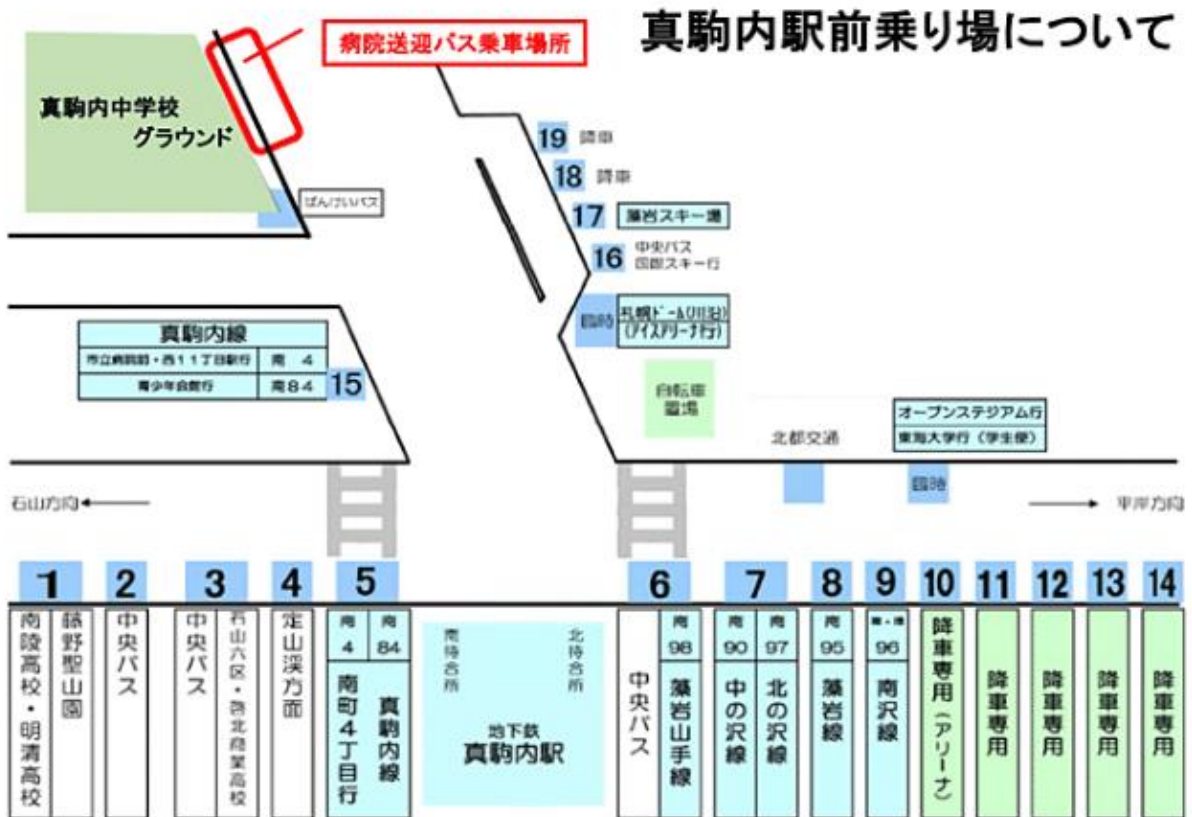 真駒内駅前乗り場について
病院送迎バス乗車場所
真駒内中学校
グラウンド
ばんけいバス
19 降車
18 降車
17 藻岩スキー場
16 中央バス
国際スキー行
臨時
札幌ドーム(川沿)
(アイスアリーナ行)
真駒内線
市立病院前・西11丁目駅行 南 4
青少年会館行 南84
15
自転車
置場
北都交通
オープンステジアム行
東海大学行(学生便)
臨時
石山方向
平岸方向
1
南陵高校・明清高校
藤野聖山園
2
中央バス
3
中央バス
石山六区・啓北商業高校
4
定山渓方面
5
南
4
南町4丁目行
南
84
真駒内線
南待合所
北待合所
地下鉄
真駒内駅
6
中央バス
南
98
藻岩山手線
7
南
90
中の沢線
南
97
北の沢線
8
南
95
藻岩線
9
96
南沢線
10
降車専用(アリーナ)
11
降車専用
12
降車専用
13
降車専用
14
降車専用